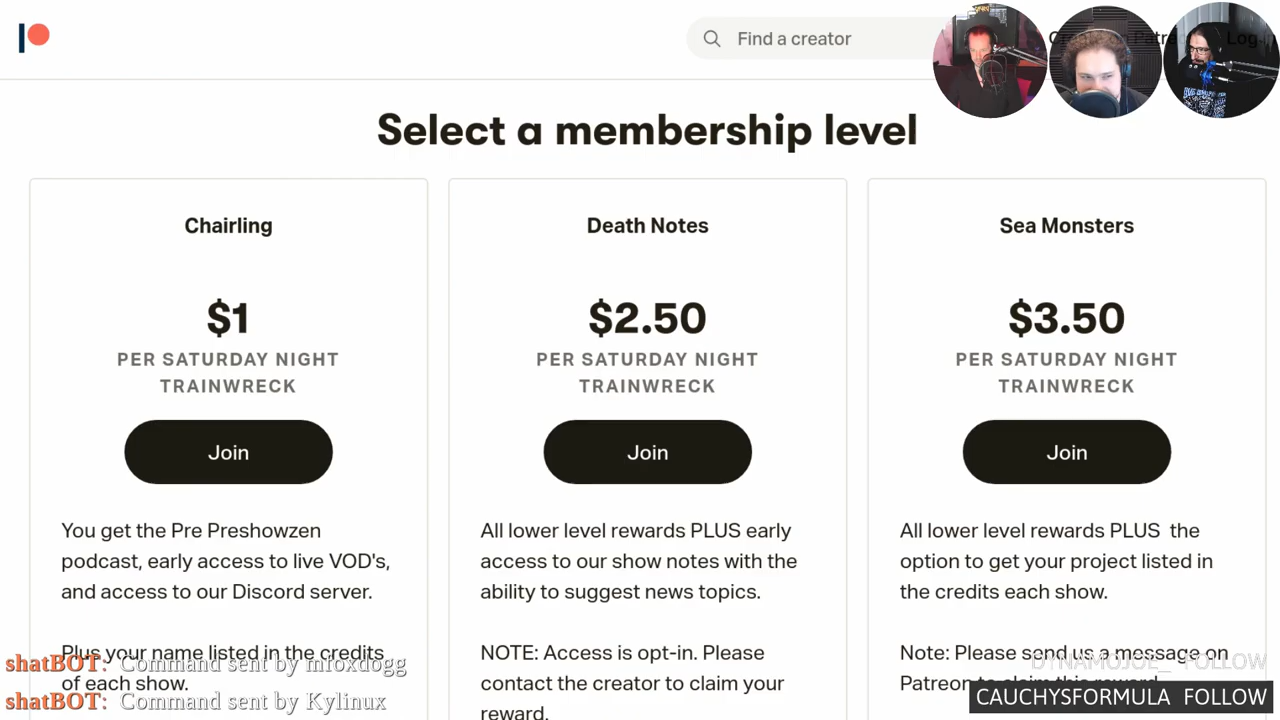 Find a creator
Log
Select a membership level
Chairling
$1
PER SATURDAY NIGHT
TRAINWRECK
Join
You get the Pre Preshowzen
podcast, early access to live VOD's,
and access to our Discord server.
Plus your name listed in the credits
of each show.
Death Notes
$2.50
PER SATURDAY NIGHT
TRAINWRECK
Join
All lower level rewards PLUS early
access to our show notes with the
ability to suggest news topics.
NOTE: Access is opt-in. Please
contact the creator to claim your
reward.
Sea Monsters
$3.50
PER SATURDAY NIGHT
TRAINWRECK
Join
All lower level rewards PLUS the
option to get your project listed in
the credits each show.
Note: Please send us a message on
Patreon to claim this reward.
shatBOT: Command sent by mfoxdogg
shatBOT: Command sent by Kylinux
DYNAMOJOE_ FOLLOW
CAUCHYSFORMULA FOLLOW